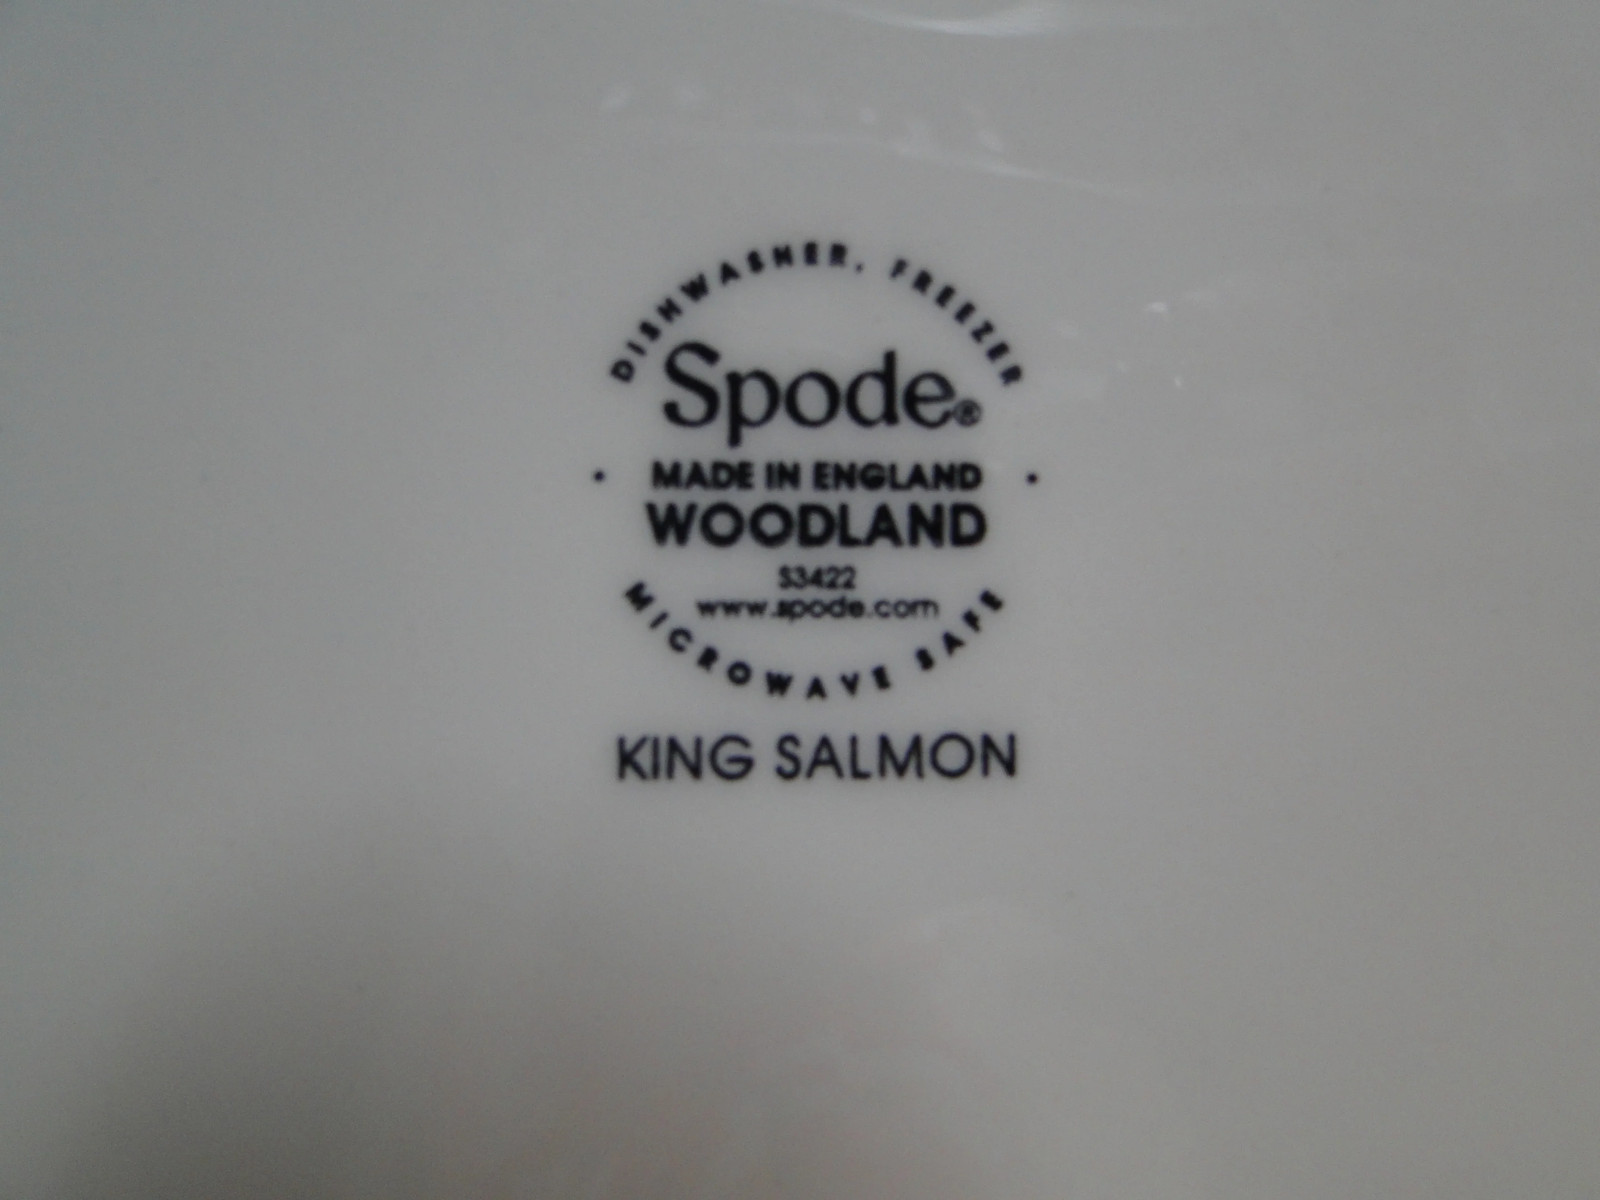 DISHWASHER, FREEZER
Spode®
· MADE IN ENGLAND ·
WOODLAND
S3422
www.spode.com
MICROWAVE SAFE
KING SALMON